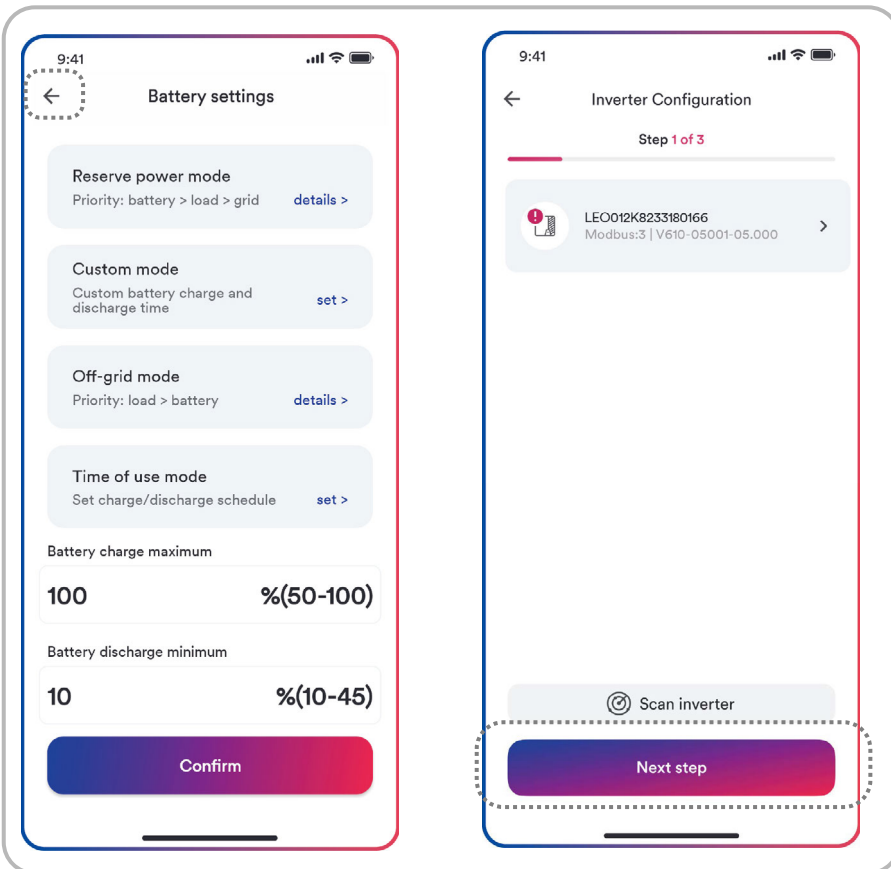 9:41
Battery settings
Reserve power mode
Priority: battery > load > grid
details >
Custom mode
Custom battery charge and
discharge time
set >
Off-grid mode
Priority: load > battery
details >
Time of use mode
Set charge/discharge schedule
set >
Battery charge maximum
100 %(50-100)
Battery discharge minimum
10 %(10-45)
Confirm
9:41
Inverter Configuration
Step 1 of 3
LEO012K8233180166
Modbus:3 | V610-05001-05.000
Scan inverter
Next step